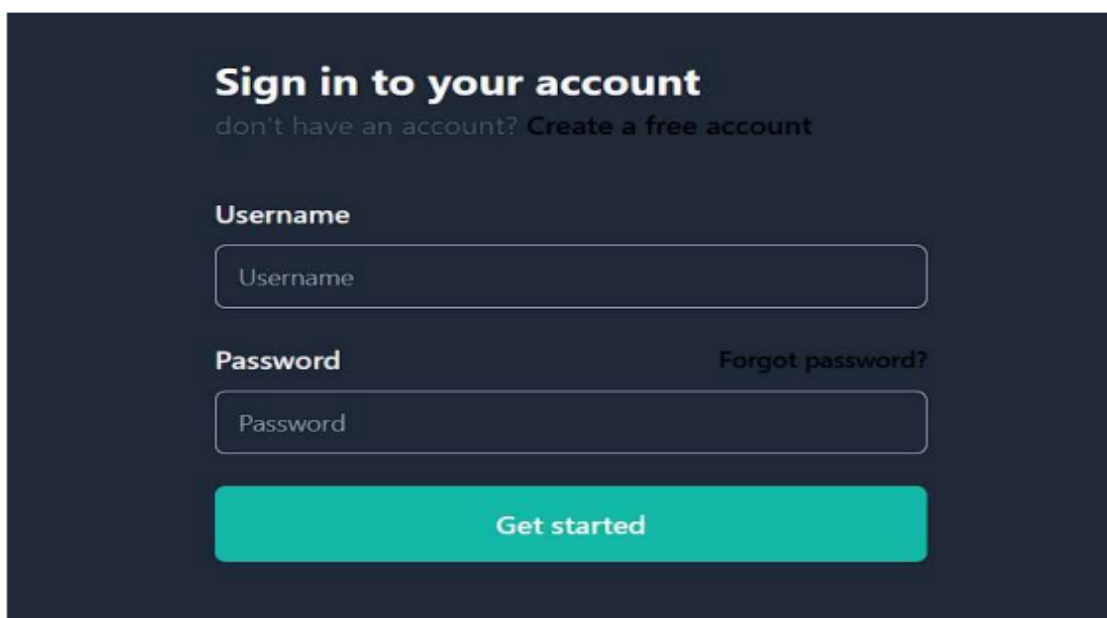 Sign in to your account
don't have an account? Create a free account
Username
Username
Password Forgot password?
Password
Get started